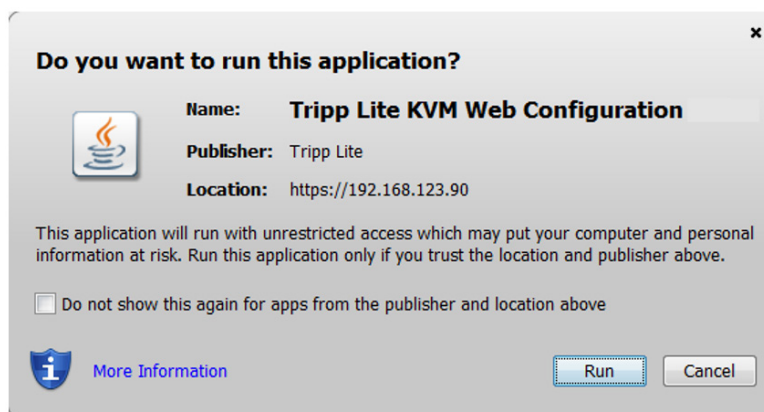 Do you want to run this application?
Name: Tripp Lite KVM Web Configuration
Publisher: Tripp Lite
Location: https://192.168.123.90
This application will run with unrestricted access which may put your computer and personal
information at risk. Run this application only if you trust the location and publisher above.
Do not show this again for apps from the publisher and location above
More Information Run Cancel